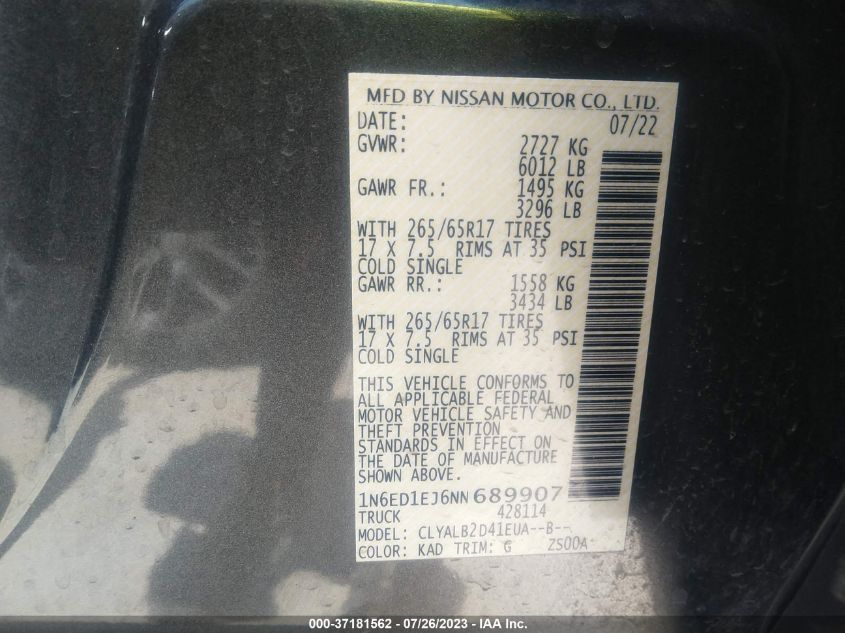 MFD BY NISSAN MOTOR CO., LTD.
DATE: 07/22
GVWR: 2727 KG
6012 LB
GAWR FR.: 1495 KG
3296 LB
WITH 265/65R17 TIRES
17 X 7.5 RIMS AT 35 PSI
COLD SINGLE
GAWR RR.: 1558 KG
3434 LB
WITH 265/65R17 TIRES
17 X 7.5 RIMS AT 35 PSI
COLD SINGLE
THIS VEHICLE CONFORMS TO
ALL APPLICABLE FEDERAL
MOTOR VEHICLE SAFETY AND
THEFT PREVENTION
STANDARDS IN EFFECT ON
THE DATE OF MANUFACTURE
SHOWN ABOVE.
1N6ED1EJ6NN689907
TRUCK 428114
MODEL: CLYALB2D41EUA--B--
COLOR: KAD TRIM: G ZS00A
000-37181562 / 07/26/2023 - IAA Inc.